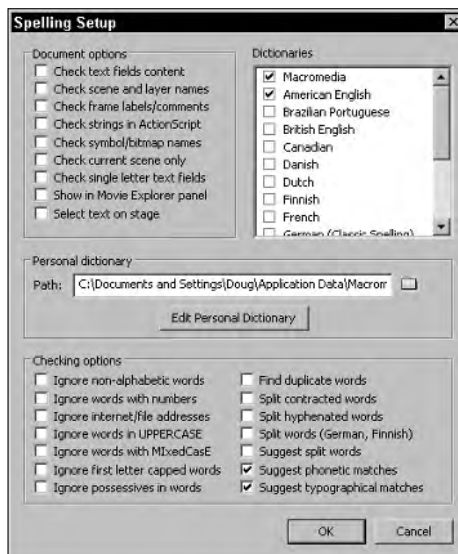 Spelling Setup
Document options
Check text fields content
Check scene and layer names
Check frame labels/comments
Check strings in ActionScript
Check symbol/bitmap names
Check current scene only
Check single letter text fields
Show in Movie Explorer panel
Select text on stage
Dictionaries
Macromedia
American English
Brazilian Portuguese
British English
Canadian
Danish
Dutch
Finnish
French
German (Classic Spelling)
Personal dictionary
Path: C:\Documents and Settings\Doug\Application Data\Macror
Edit Personal Dictionary
Checking options
Ignore non-alphabetic words
Ignore words with numbers
Ignore internet/file addresses
Ignore words in UPPERCASE
Ignore words with MIxedCasE
Ignore first letter capped words
Ignore possessives in words
Find duplicate words
Split contracted words
Split hyphenated words
Split words (German, Finnish)
Suggest split words
Suggest phonetic matches
Suggest typographical matches
OK
Cancel